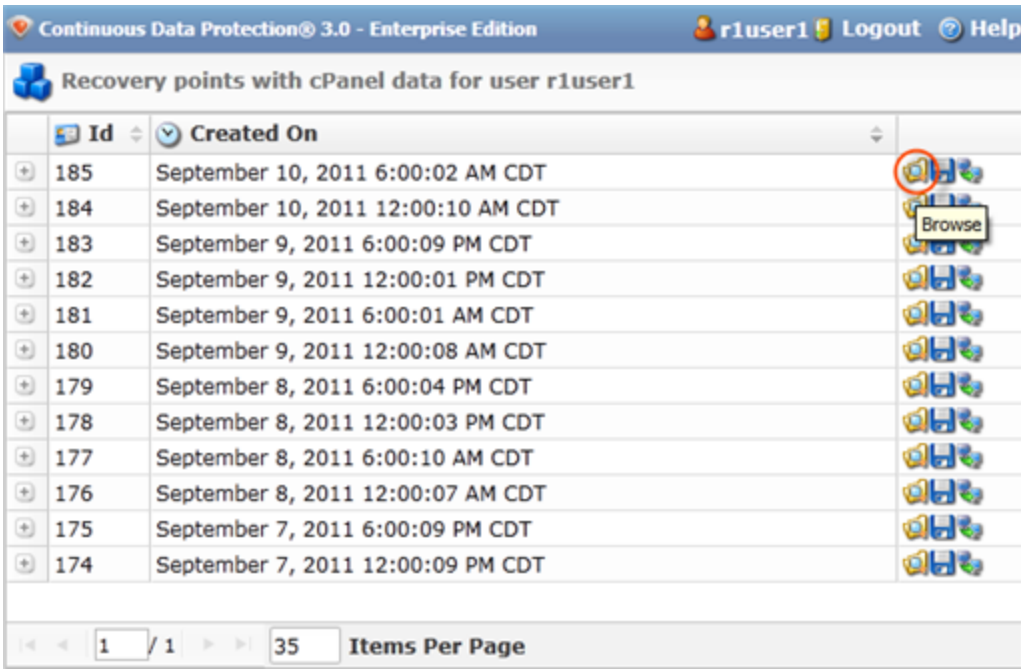 Continuous Data Protection® 3.0 - Enterprise Edition r1user1 Logout Help
Recovery points with cPanel data for user r1user1
Id Created On
185 September 10, 2011 6:00:02 AM CDT
184 September 10, 2011 12:00:10 AM CDT
Browse
183 September 9, 2011 6:00:09 PM CDT
182 September 9, 2011 12:00:01 PM CDT
181 September 9, 2011 6:00:01 AM CDT
180 September 9, 2011 12:00:08 AM CDT
179 September 8, 2011 6:00:04 PM CDT
178 September 8, 2011 12:00:03 PM CDT
177 September 8, 2011 6:00:10 AM CDT
176 September 8, 2011 12:00:07 AM CDT
175 September 7, 2011 6:00:09 PM CDT
174 September 7, 2011 12:00:09 PM CDT
1 / 1 35 Items Per Page